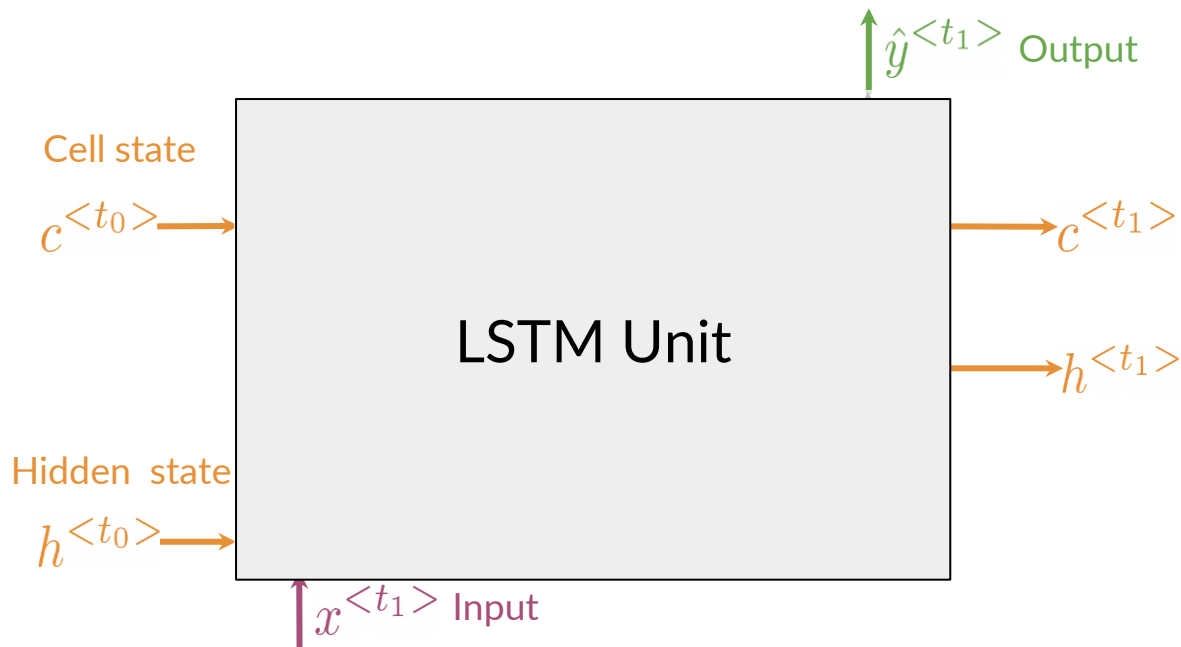 ŷ<t₁> Output
Cell state
c<t₀>
c<t₁>
LSTM Unit
h<t₁>
Hidden state
h<t₀>
x<t₁> Input